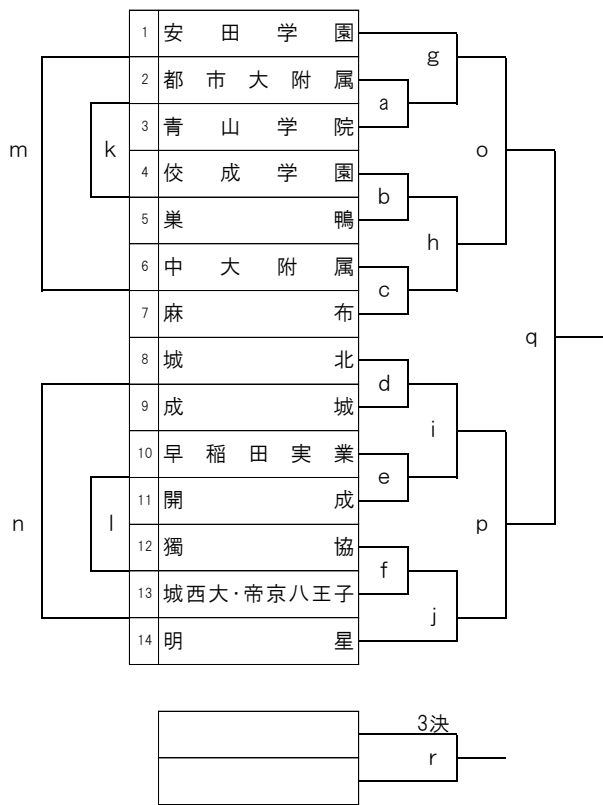 1 安田学園
g
2 都市大附属
a
3 青山学院
m
k
o
4 佼成学園
b
5 巣鴨
h
6 中大附属
c
7 麻布
q
8 城北
d
9 成城
i
10 早稲田実業
e
11 開成
n
l
p
12 獨協
f
13 城西大・帝京八王子
j
14 明星
3決
r